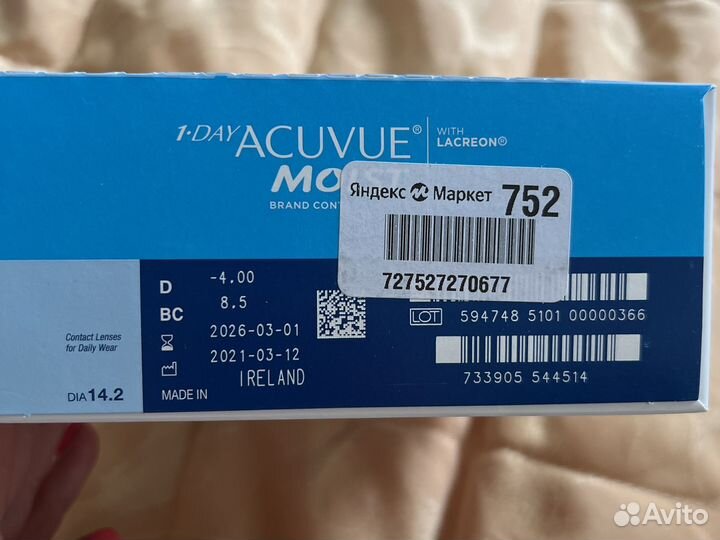 1·DAY ACUVUE® WITH LACREON®
BRAND CONT
Яндекс Маркет 752
727527270677
D -4.00
BC 8.5
2026-03-01
2021-03-12
MADE IN IRELAND
LOT 594748 5101 00000366
733905 544514
Contact Lenses
for Daily Wear
DIA 14.2
Avito